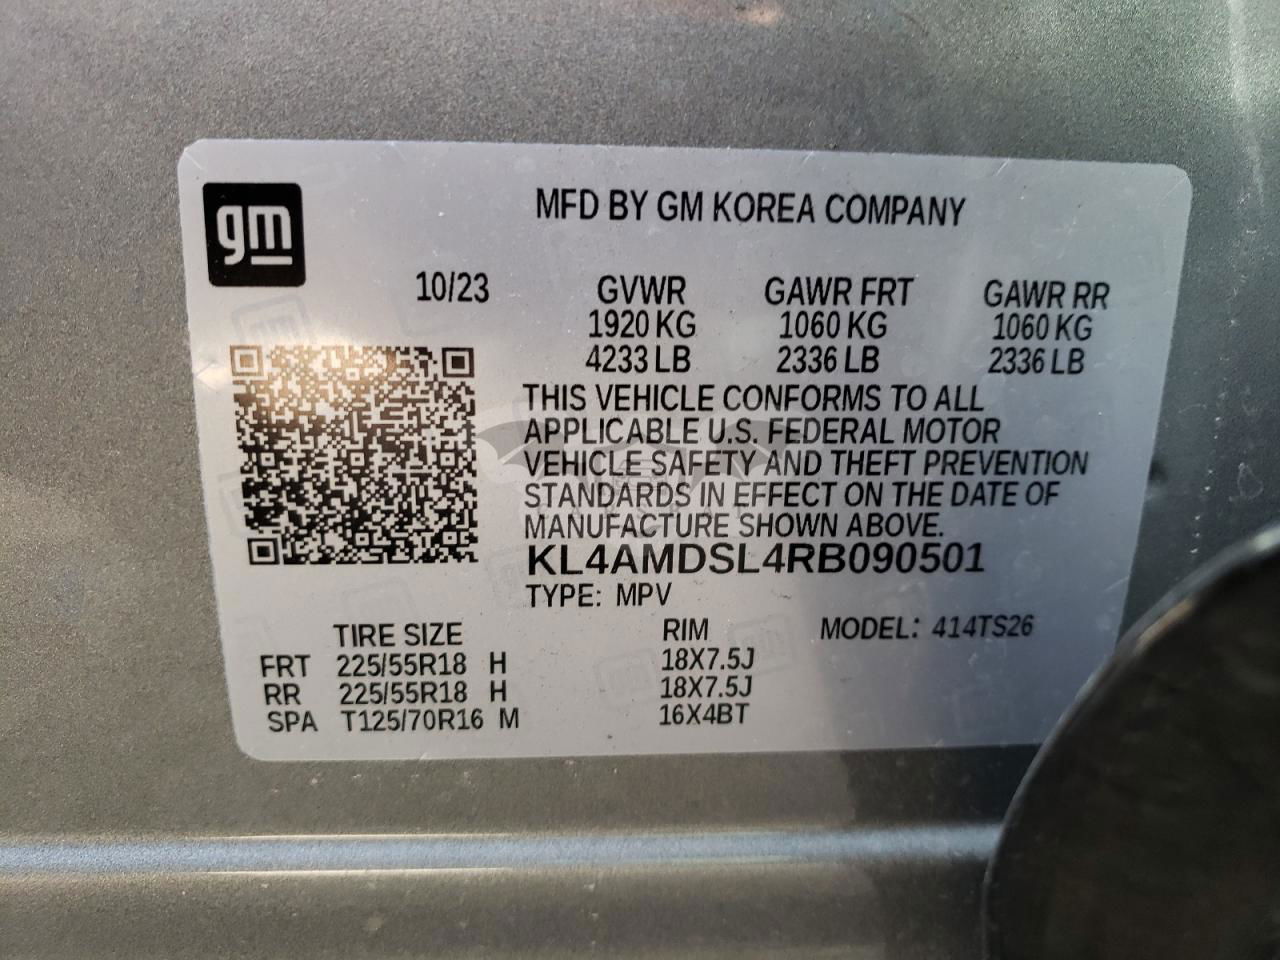 gm
MFD BY GM KOREA COMPANY
10/23 GVWR GAWR FRT GAWR RR
1920 KG 1060 KG 1060 KG
4233 LB 2336 LB 2336 LB
THIS VEHICLE CONFORMS TO ALL
APPLICABLE U.S. FEDERAL MOTOR
VEHICLE SAFETY AND THEFT PREVENTION
STANDARDS IN EFFECT ON THE DATE OF
MANUFACTURE SHOWN ABOVE.
KL4AMDSL4RB090501
TYPE: MPV
TIRE SIZE RIM MODEL: 414TS26
FRT 225/55R18 H 18X7.5J
RR 225/55R18 H 18X7.5J
SPA T125/70R16 M 16X4BT